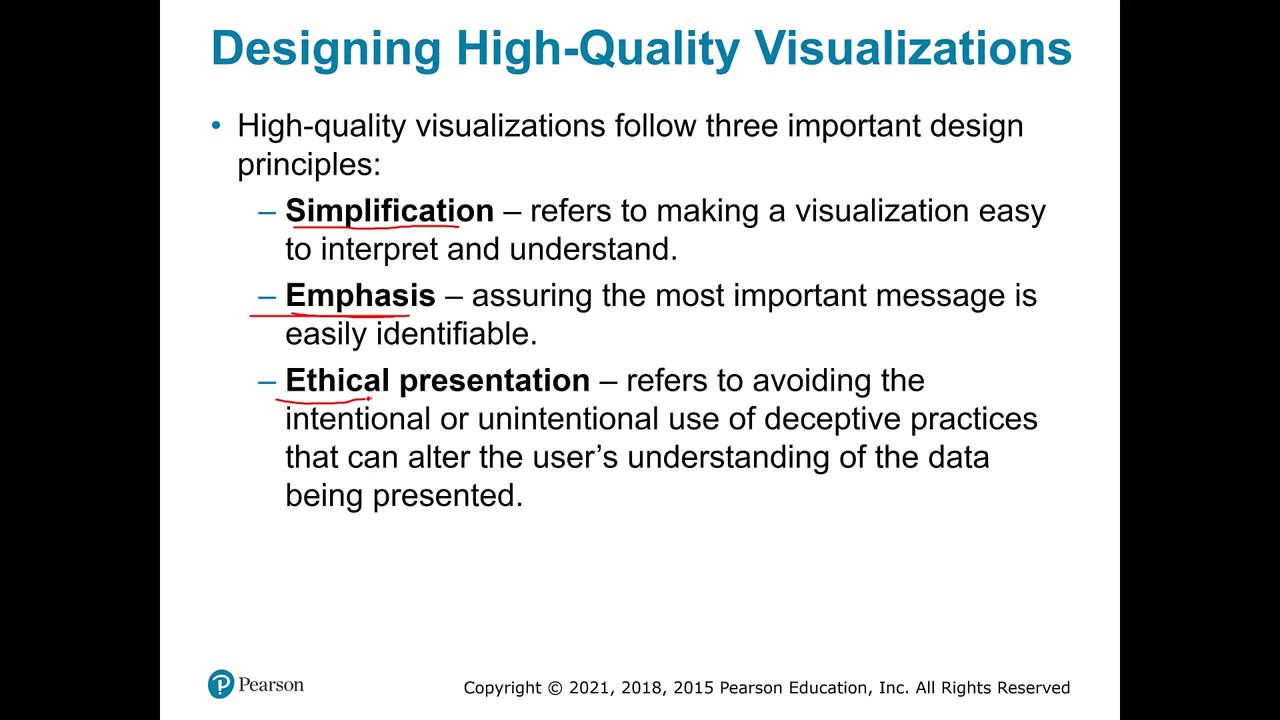 Designing High-Quality Visualizations
• High-quality visualizations follow three important design
principles:
– Simplification – refers to making a visualization easy
to interpret and understand.
– Emphasis – assuring the most important message is
easily identifiable.
– Ethical presentation – refers to avoiding the
intentional or unintentional use of deceptive practices
that can alter the user’s understanding of the data
being presented.
P Pearson
Copyright © 2021, 2018, 2015 Pearson Education, Inc. All Rights Reserved